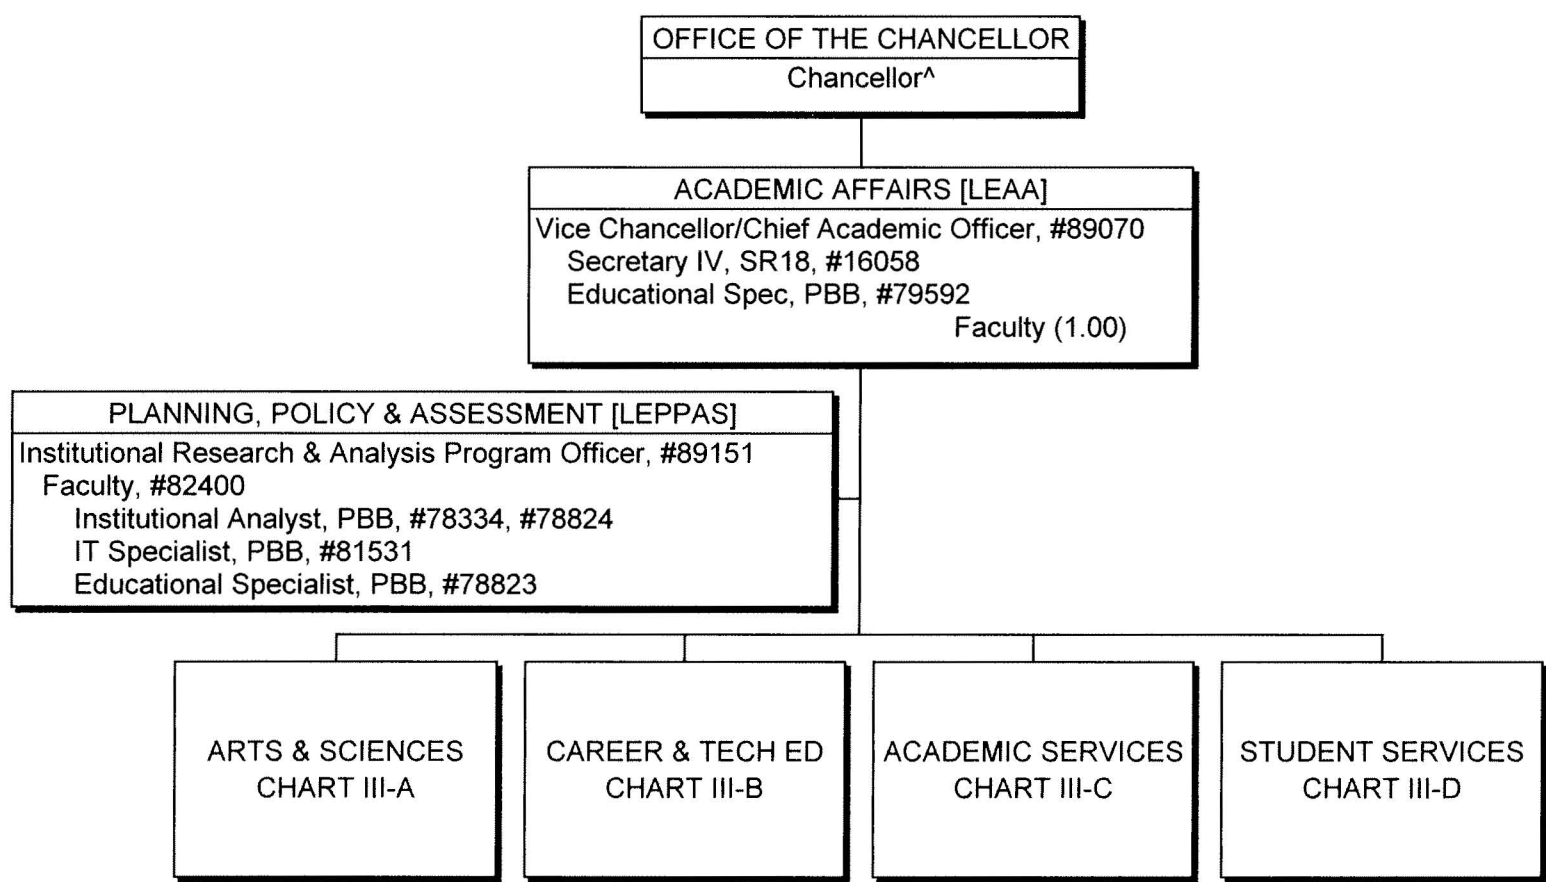 OFFICE OF THE CHANCELLOR
Chancellor^
ACADEMIC AFFAIRS [LEAA]
Vice Chancellor/Chief Academic Officer, #89070
Secretary IV, SR18, #16058
Educational Spec, PBB, #79592
Faculty (1.00)
PLANNING, POLICY & ASSESSMENT [LEPPAS]
Institutional Research & Analysis Program Officer, #89151
Faculty, #82400
Institutional Analyst, PBB, #78334, #78824
IT Specialist, PBB, #81531
Educational Specialist, PBB, #78823
ARTS & SCIENCES
CHART III-A
CAREER & TECH ED
CHART III-B
ACADEMIC SERVICES
CHART III-C
STUDENT SERVICES
CHART III-D